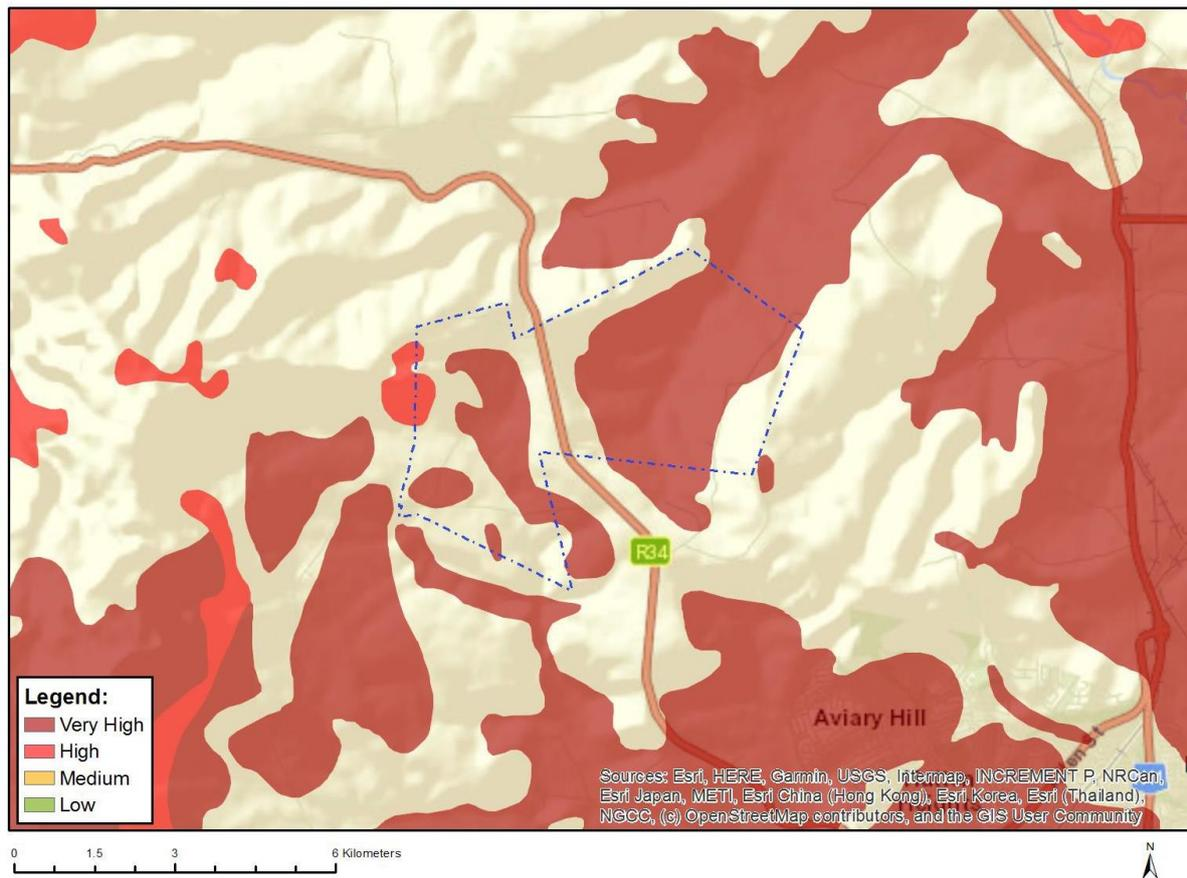 R34
Legend:
Very High
High
Medium
Low
Aviary Hill
en St
Sources: Esri, HERE, Garmin, USGS, Intermap, INCREMENT P, NRCan,
Esri Japan, METI, Esri China (Hong Kong), Esri Korea, Esri (Thailand),
NGCC, (c) OpenStreetMap contributors, and the GIS User Community
0 1.5 3 6 Kilometers
N